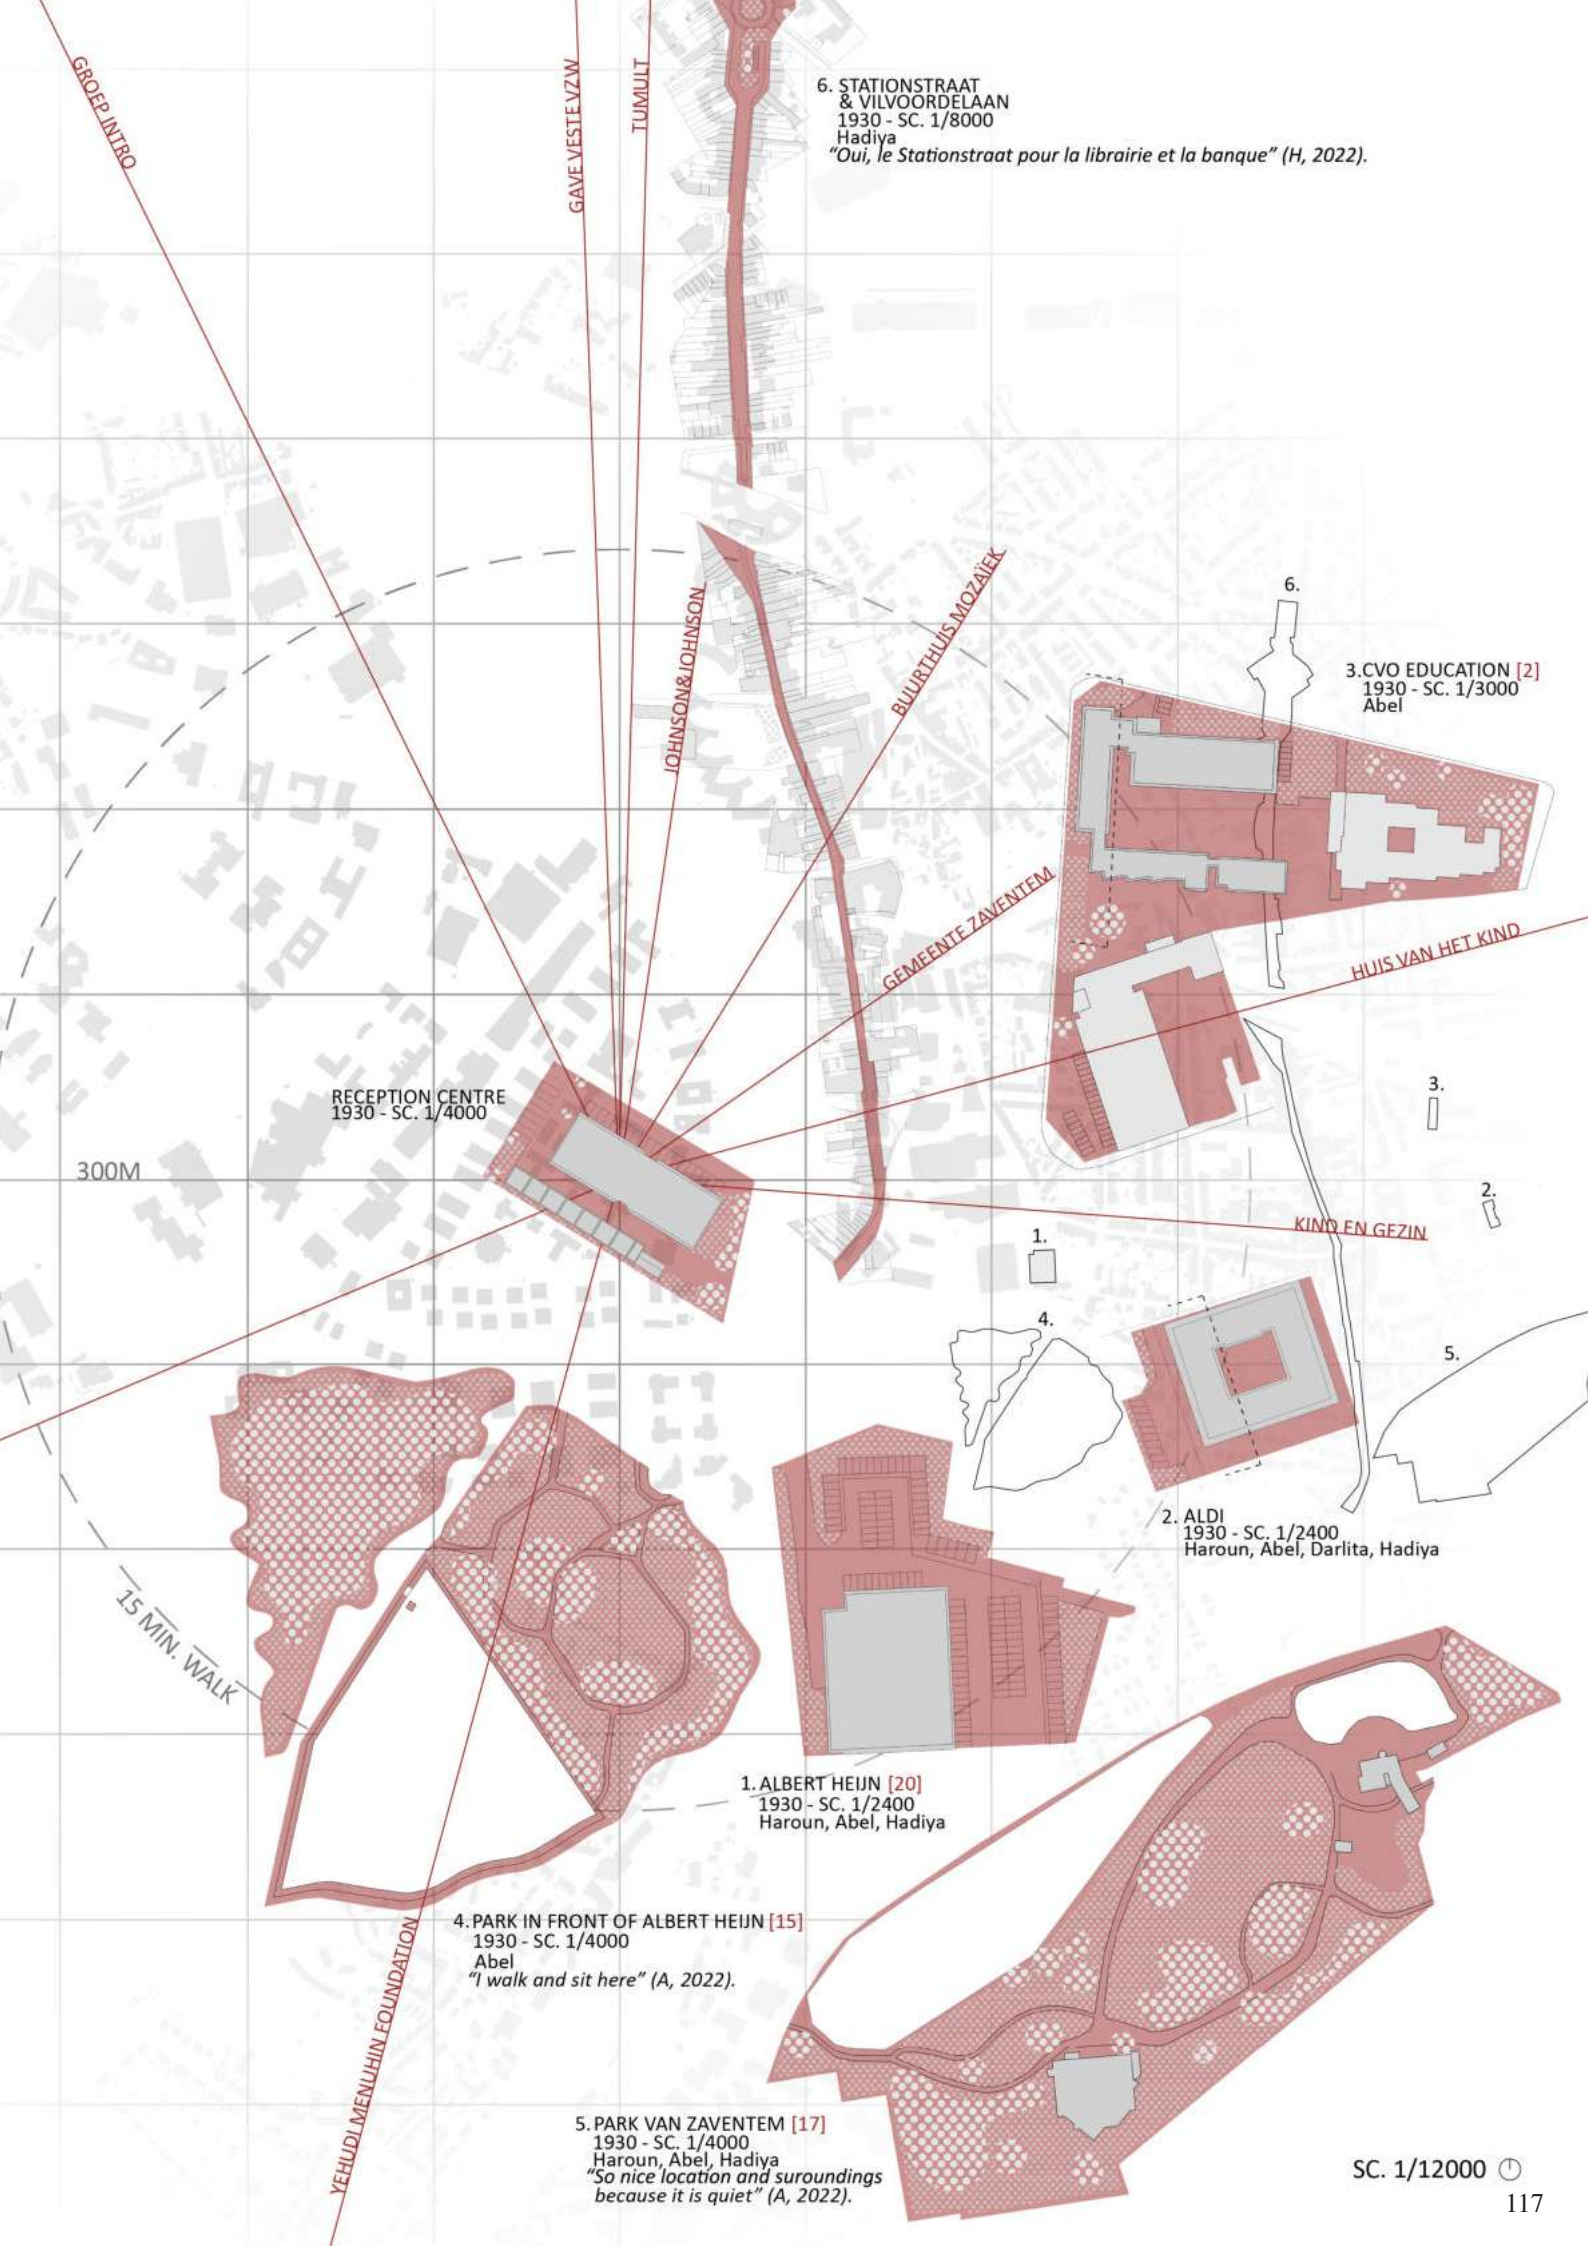 GROEP INTRO
GAVE VESTE VZW
TUMULT
6. STATIONSTRAAT
& VILVOORDELAAN
1930 - SC. 1/8000
Hadiya
“Oui, le Stationstraat pour la librairie et la banque” (H, 2022).
JOHNSON&JOHNSON
BUURTHUIS MOZAÏEK
6.
3.CVO EDUCATION [2]
1930 - SC. 1/3000
Abel
GEMEENTE ZAVENTEM
HUIS VAN HET KIND
RECEPTION CENTRE
1930 - SC. 1/4000
3.
300M
2.
KIND EN GEZIN
1.
4.
5.
2. ALDI
1930 - SC. 1/2400
Haroun, Abel, Darlita, Hadiya
15 MIN. WALK
1. ALBERT HEIJN [20]
1930 - SC. 1/2400
Haroun, Abel, Hadiya
4. PARK IN FRONT OF ALBERT HEIJN [15]
1930 - SC. 1/4000
Abel
“I walk and sit here” (A, 2022).
YEHUDI MENUHIN FOUNDATION
5. PARK VAN ZAVENTEM [17]
1930 - SC. 1/4000
Haroun, Abel, Hadiya
“So nice location and suroundings
because it is quiet” (A, 2022).
SC. 1/12000
117